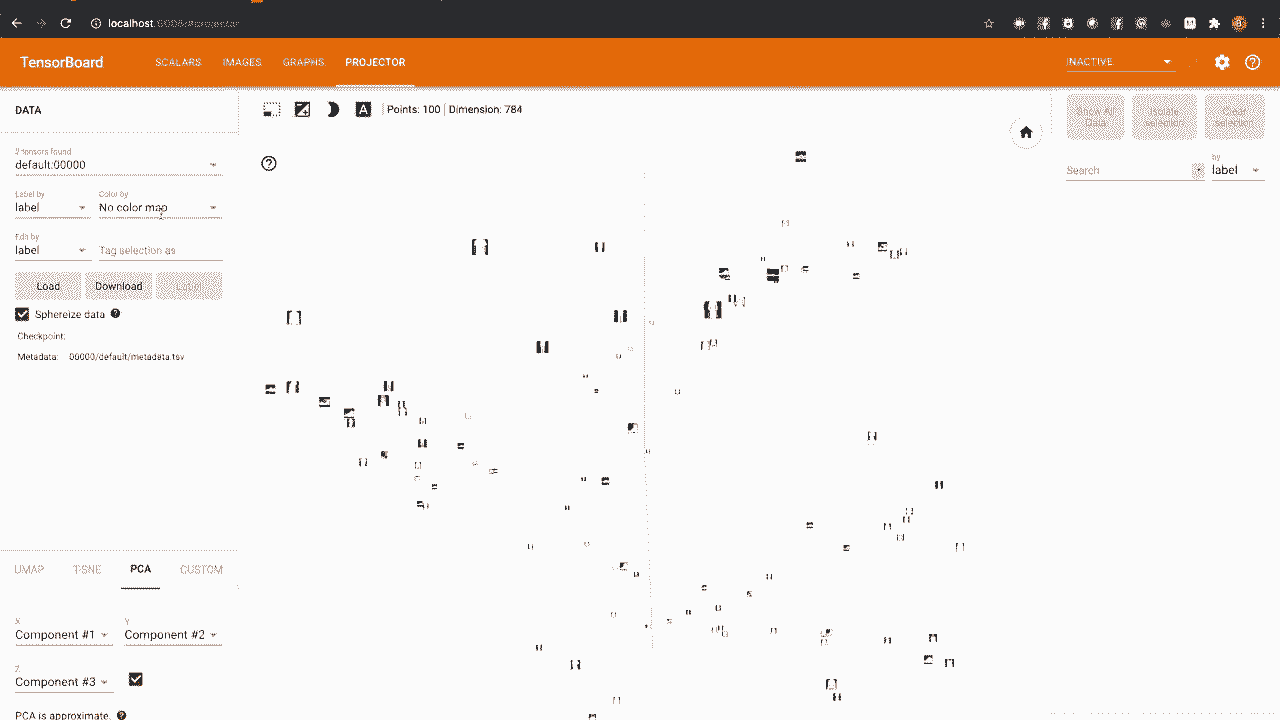 localhost:6006/#projector
TensorBoard
SCALARS
IMAGES
GRAPHS
PROJECTOR
INACTIVE
DATA
Points: 100 | Dimension: 784
5 tensors found
default:00000
Label by
Color by
label
No color map
Edit by
label
Tag selection as
Load
Download
Label
Sphereize data
Checkpoint:
Metadata: 00000/default/metadata.tsv
UMAP
T-SNE
PCA
CUSTOM
X
Y
Component #1
Component #2
Z
Component #3
PCA is approximate.
Show All
Data
Isolate
selection
Clear
selection
Search
by
label